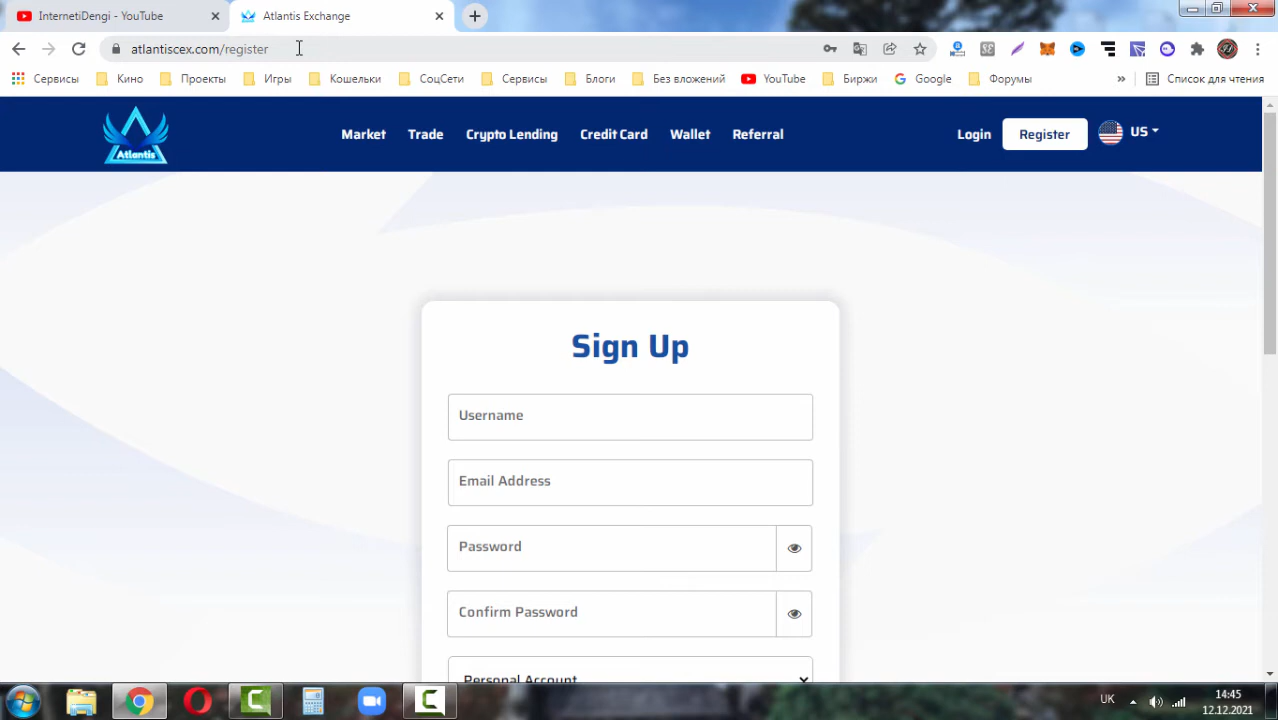 InternetiDengi - YouTube
Atlantis Exchange
atlantiscex.com/register
Сервисы Кино Проекты Игры Кошельки СоцСети Сервисы Блоги Без вложений YouTube Биржи Google Форумы » Список для чтения
Atlantis
Market Trade Crypto Lending Credit Card Wallet Referral Login Register US
Sign Up
Username
Email Address
Password
Confirm Password
Personal Account
UK
14:45
12.12.2021